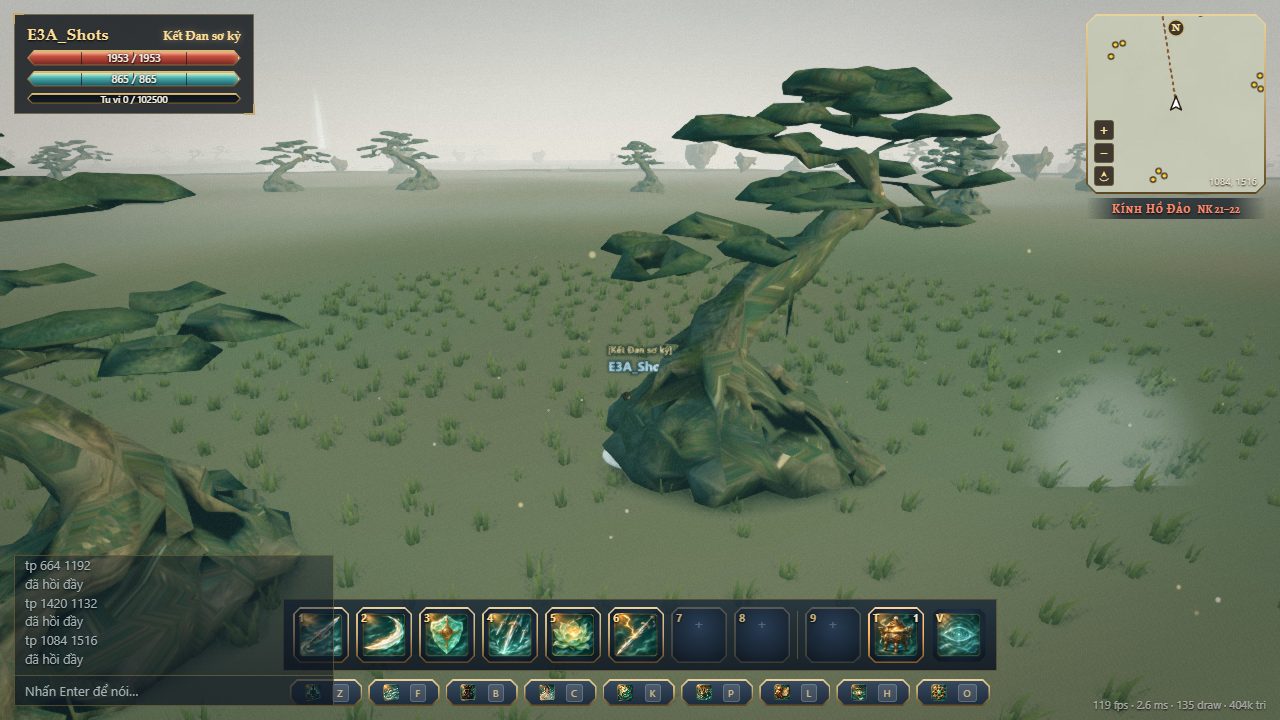 E3A_Shots
Kết Đan sơ kỳ
1953 / 1953
865 / 865
Tu vi 0 / 102500
N
+
−
1084, 1516
Kính Hồ Đảo NK 21–22
[Kết Đan sơ kỳ]
E3A_Sho
tp 664 1192
đã hồi đầy
tp 1420 1132
đã hồi đầy
tp 1084 1516
đã hồi đầy
Nhấn Enter để nói...
1 2 3 4 5 6 7 + 8 + 9 + T 1 V
Z F B C K P L H O
119 fps · 2.6 ms · 135 draw · 404k tri